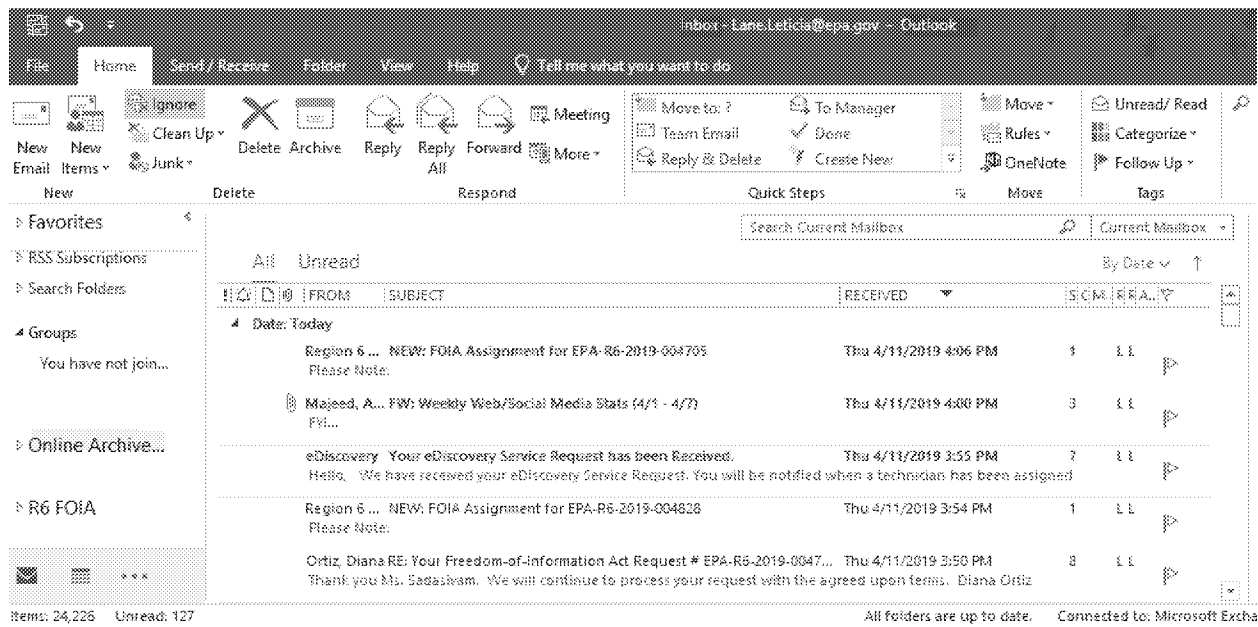 Inbox - Lane.Leticia@epa.gov - Outlook
File Home Send / Receive Folder View Help Tell me what you want to do
New Email
New Items
Ignore
Clean Up
Junk
Delete Archive
Reply Reply All Forward
Meeting
More
Move to: ? To Manager
Team Email Done
Reply & Delete Create New
Move
Rules
OneNote
Unread/ Read
Categorize
Follow Up
New Delete Respond Quick Steps Move Tags
Favorites
RSS Subscriptions
Search Folders
Groups
You have not join...
Online Archive...
R6 FOIA
Search Current Mailbox Current Mailbox
All Unread By Date
FROM SUBJECT RECEIVED
Date: Today
Region 6 ... NEW: FOIA Assignment for EPA-R6-2019-004705 Thu 4/11/2019 4:06 PM 1
Please Note:
Majeed, A... FW: Weekly Web/Social Media Stats (4/1 - 4/7) Thu 4/11/2019 4:00 PM 3
FYI...
eDiscovery Your eDiscovery Service Request has been Received. Thu 4/11/2019 3:55 PM 7
Hello, We have received your eDiscovery Service Request. You will be notified when a technician has been assigned
Region 6 ... NEW: FOIA Assignment for EPA-R6-2019-004828 Thu 4/11/2019 3:54 PM 1
Please Note:
Ortiz, Diana RE: Your Freedom-of-Information Act Request # EPA-R6-2019-0047... Thu 4/11/2019 3:50 PM 8
Thank you Ms. Sadasivam. We will continue to process your request with the agreed upon terms. Diana Ortiz
Items: 24,226 Unread: 127 All folders are up to date. Connected to: Microsoft Excha